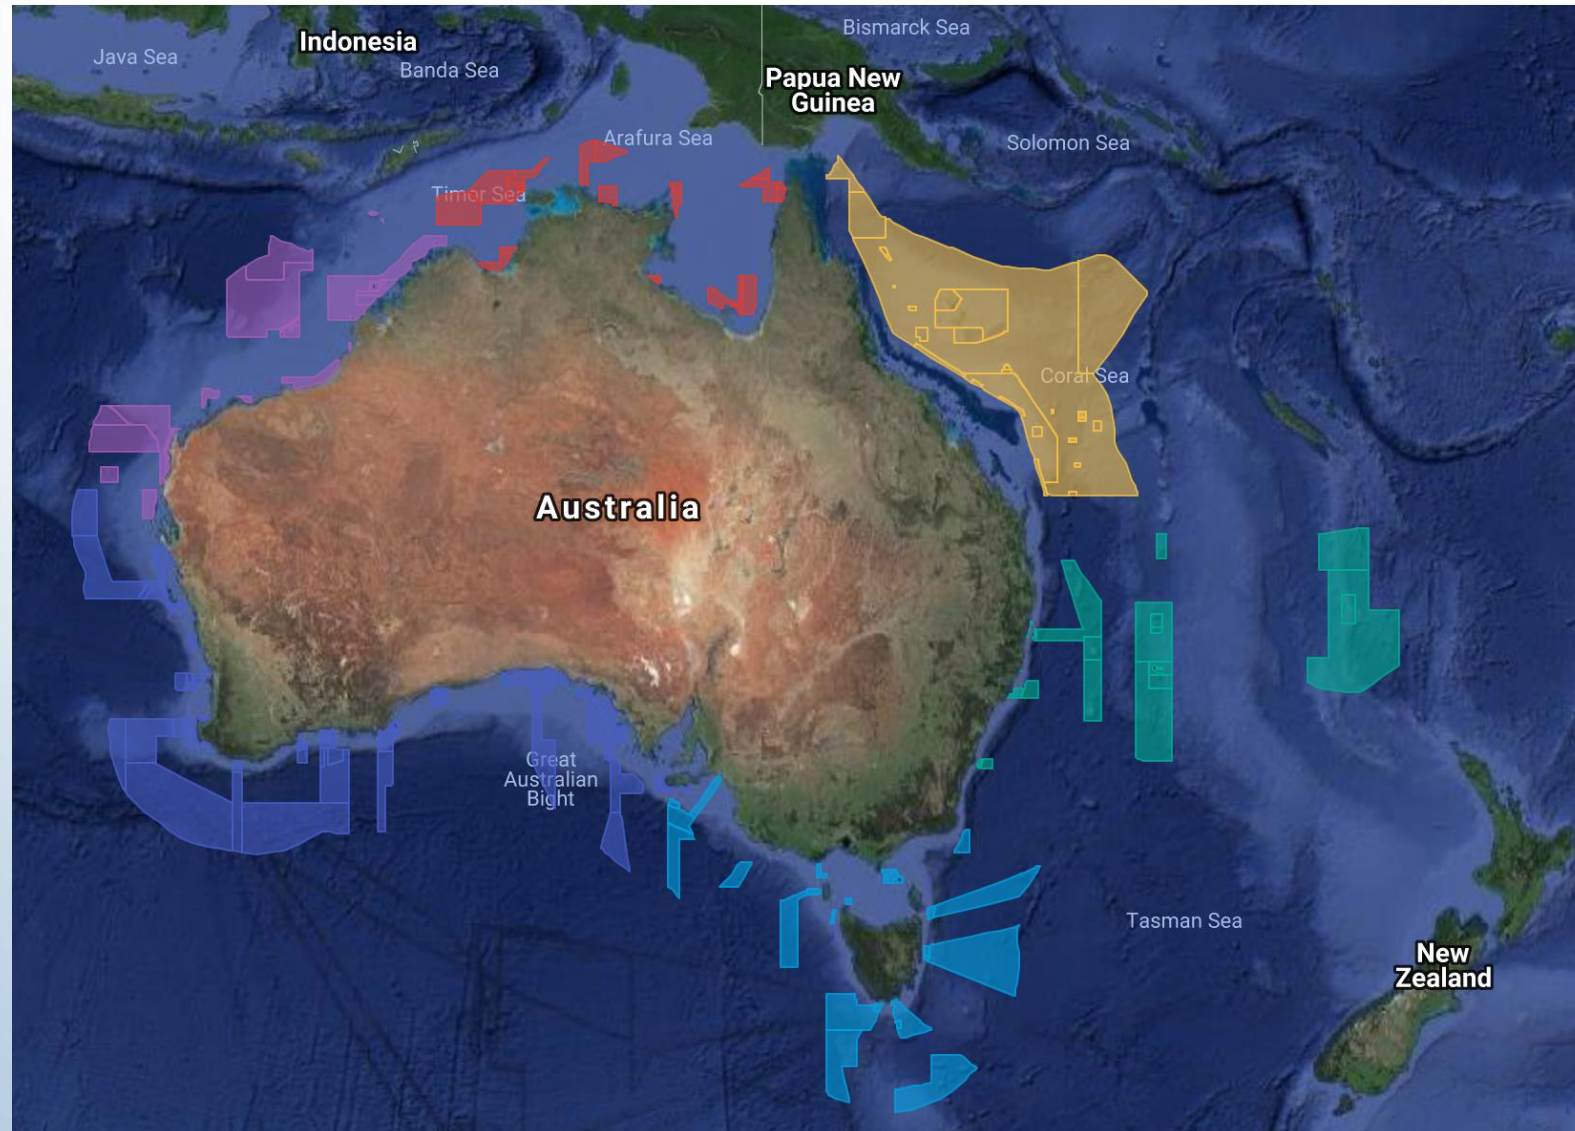 Bismarck Sea
Indonesia
Java Sea
Banda Sea
Papua New
Guinea
Arafura Sea
Solomon Sea
Timor Sea
Coral Sea
Australia
Great
Australian
Bight
Tasman Sea
New
Zealand